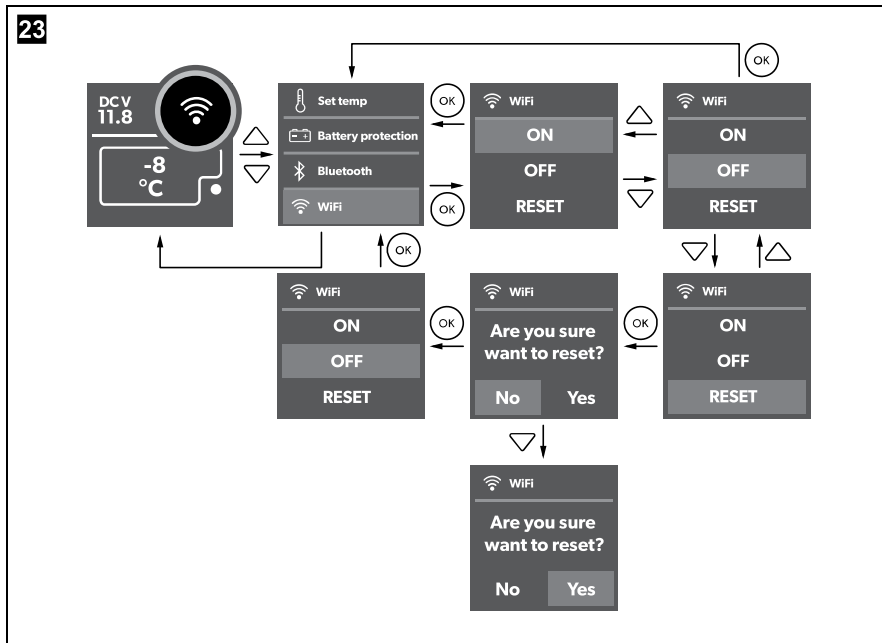 23
OK
DC V
11.8
-8
°C
Set temp
Battery protection
Bluetooth
WiFi
OK
OK
WiFi
ON
OFF
RESET
WiFi
ON
OFF
RESET
OK
WiFi
ON
OFF
RESET
OK
WiFi
Are you sure
want to reset?
No Yes
OK
WiFi
ON
OFF
RESET
WiFi
Are you sure
want to reset?
No Yes